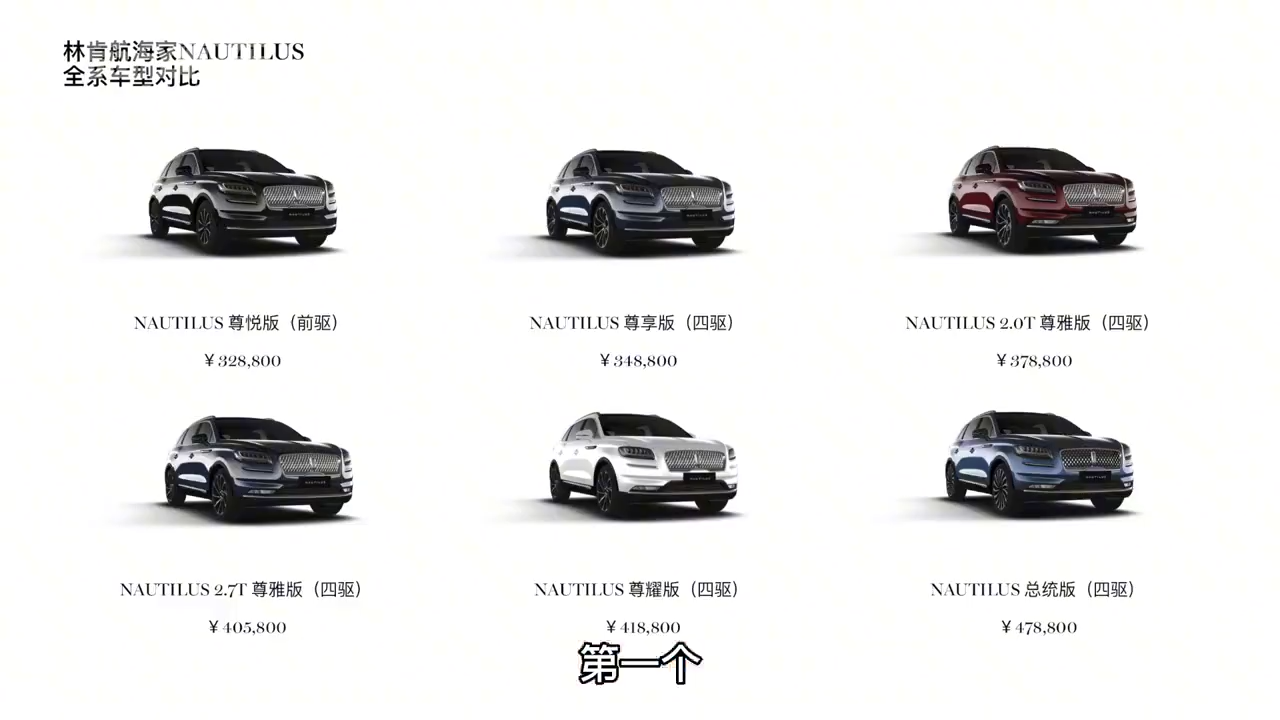 林肯航海家NAUTILUS
全系车型对比
NAUTILUS 尊悦版（前驱）
￥328,800
NAUTILUS 尊享版（四驱）
￥348,800
NAUTILUS 2.0T 尊雅版（四驱）
￥378,800
NAUTILUS 2.7T 尊雅版（四驱）
￥405,800
NAUTILUS 尊耀版（四驱）
￥418,800
NAUTILUS 总统版（四驱）
￥478,800
第一个